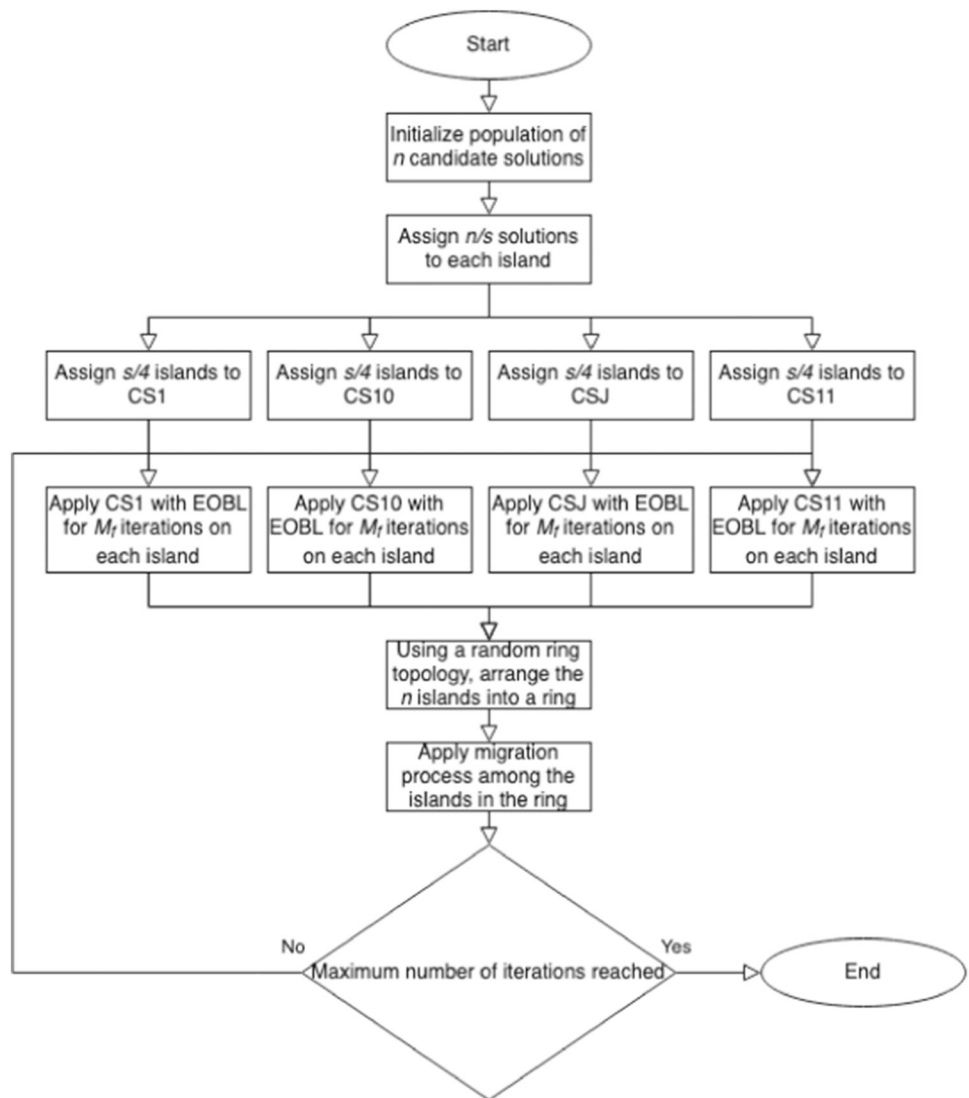 Start
Initialize population of
n candidate solutions
Assign n/s solutions
to each island
Assign s/4 islands to
CS1
Assign s/4 islands to
CS10
Assign s/4 islands to
CSJ
Assign s/4 islands to
CS11
Apply CS1 with EOBL
for Mf iterations on
each island
Apply CS10 with
EOBL for Mf iterations
on each island
Apply CSJ with EOBL
for Mf iterations on
each island
Apply CS11 with
EOBL for Mf iterations
on each island
Using a random ring
topology, arrange the
n islands into a ring
Apply migration
process among the
islands in the ring
No
Yes
Maximum number of iterations reached
End